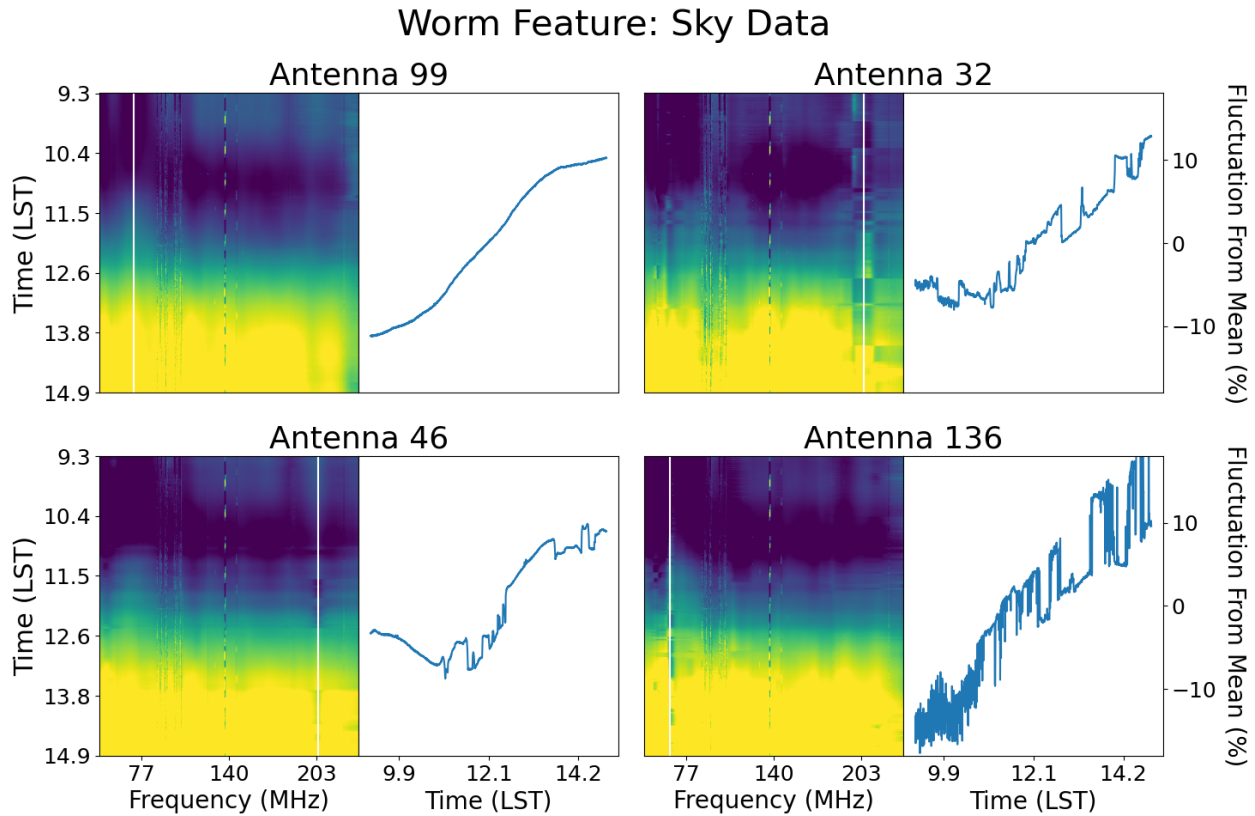 Worm Feature: Sky Data
Antenna 99
Antenna 32
9.3
10.4
11.5
12.6
13.8
14.9
Time (LST)
10
0
−10
Fluctuation From Mean (%)
Antenna 46
Antenna 136
9.3
10.4
11.5
12.6
13.8
14.9
Time (LST)
10
0
−10
Fluctuation From Mean (%)
77 140 203 9.9 12.1 14.2 77 140 203 9.9 12.1 14.2
Frequency (MHz) Time (LST) Frequency (MHz) Time (LST)